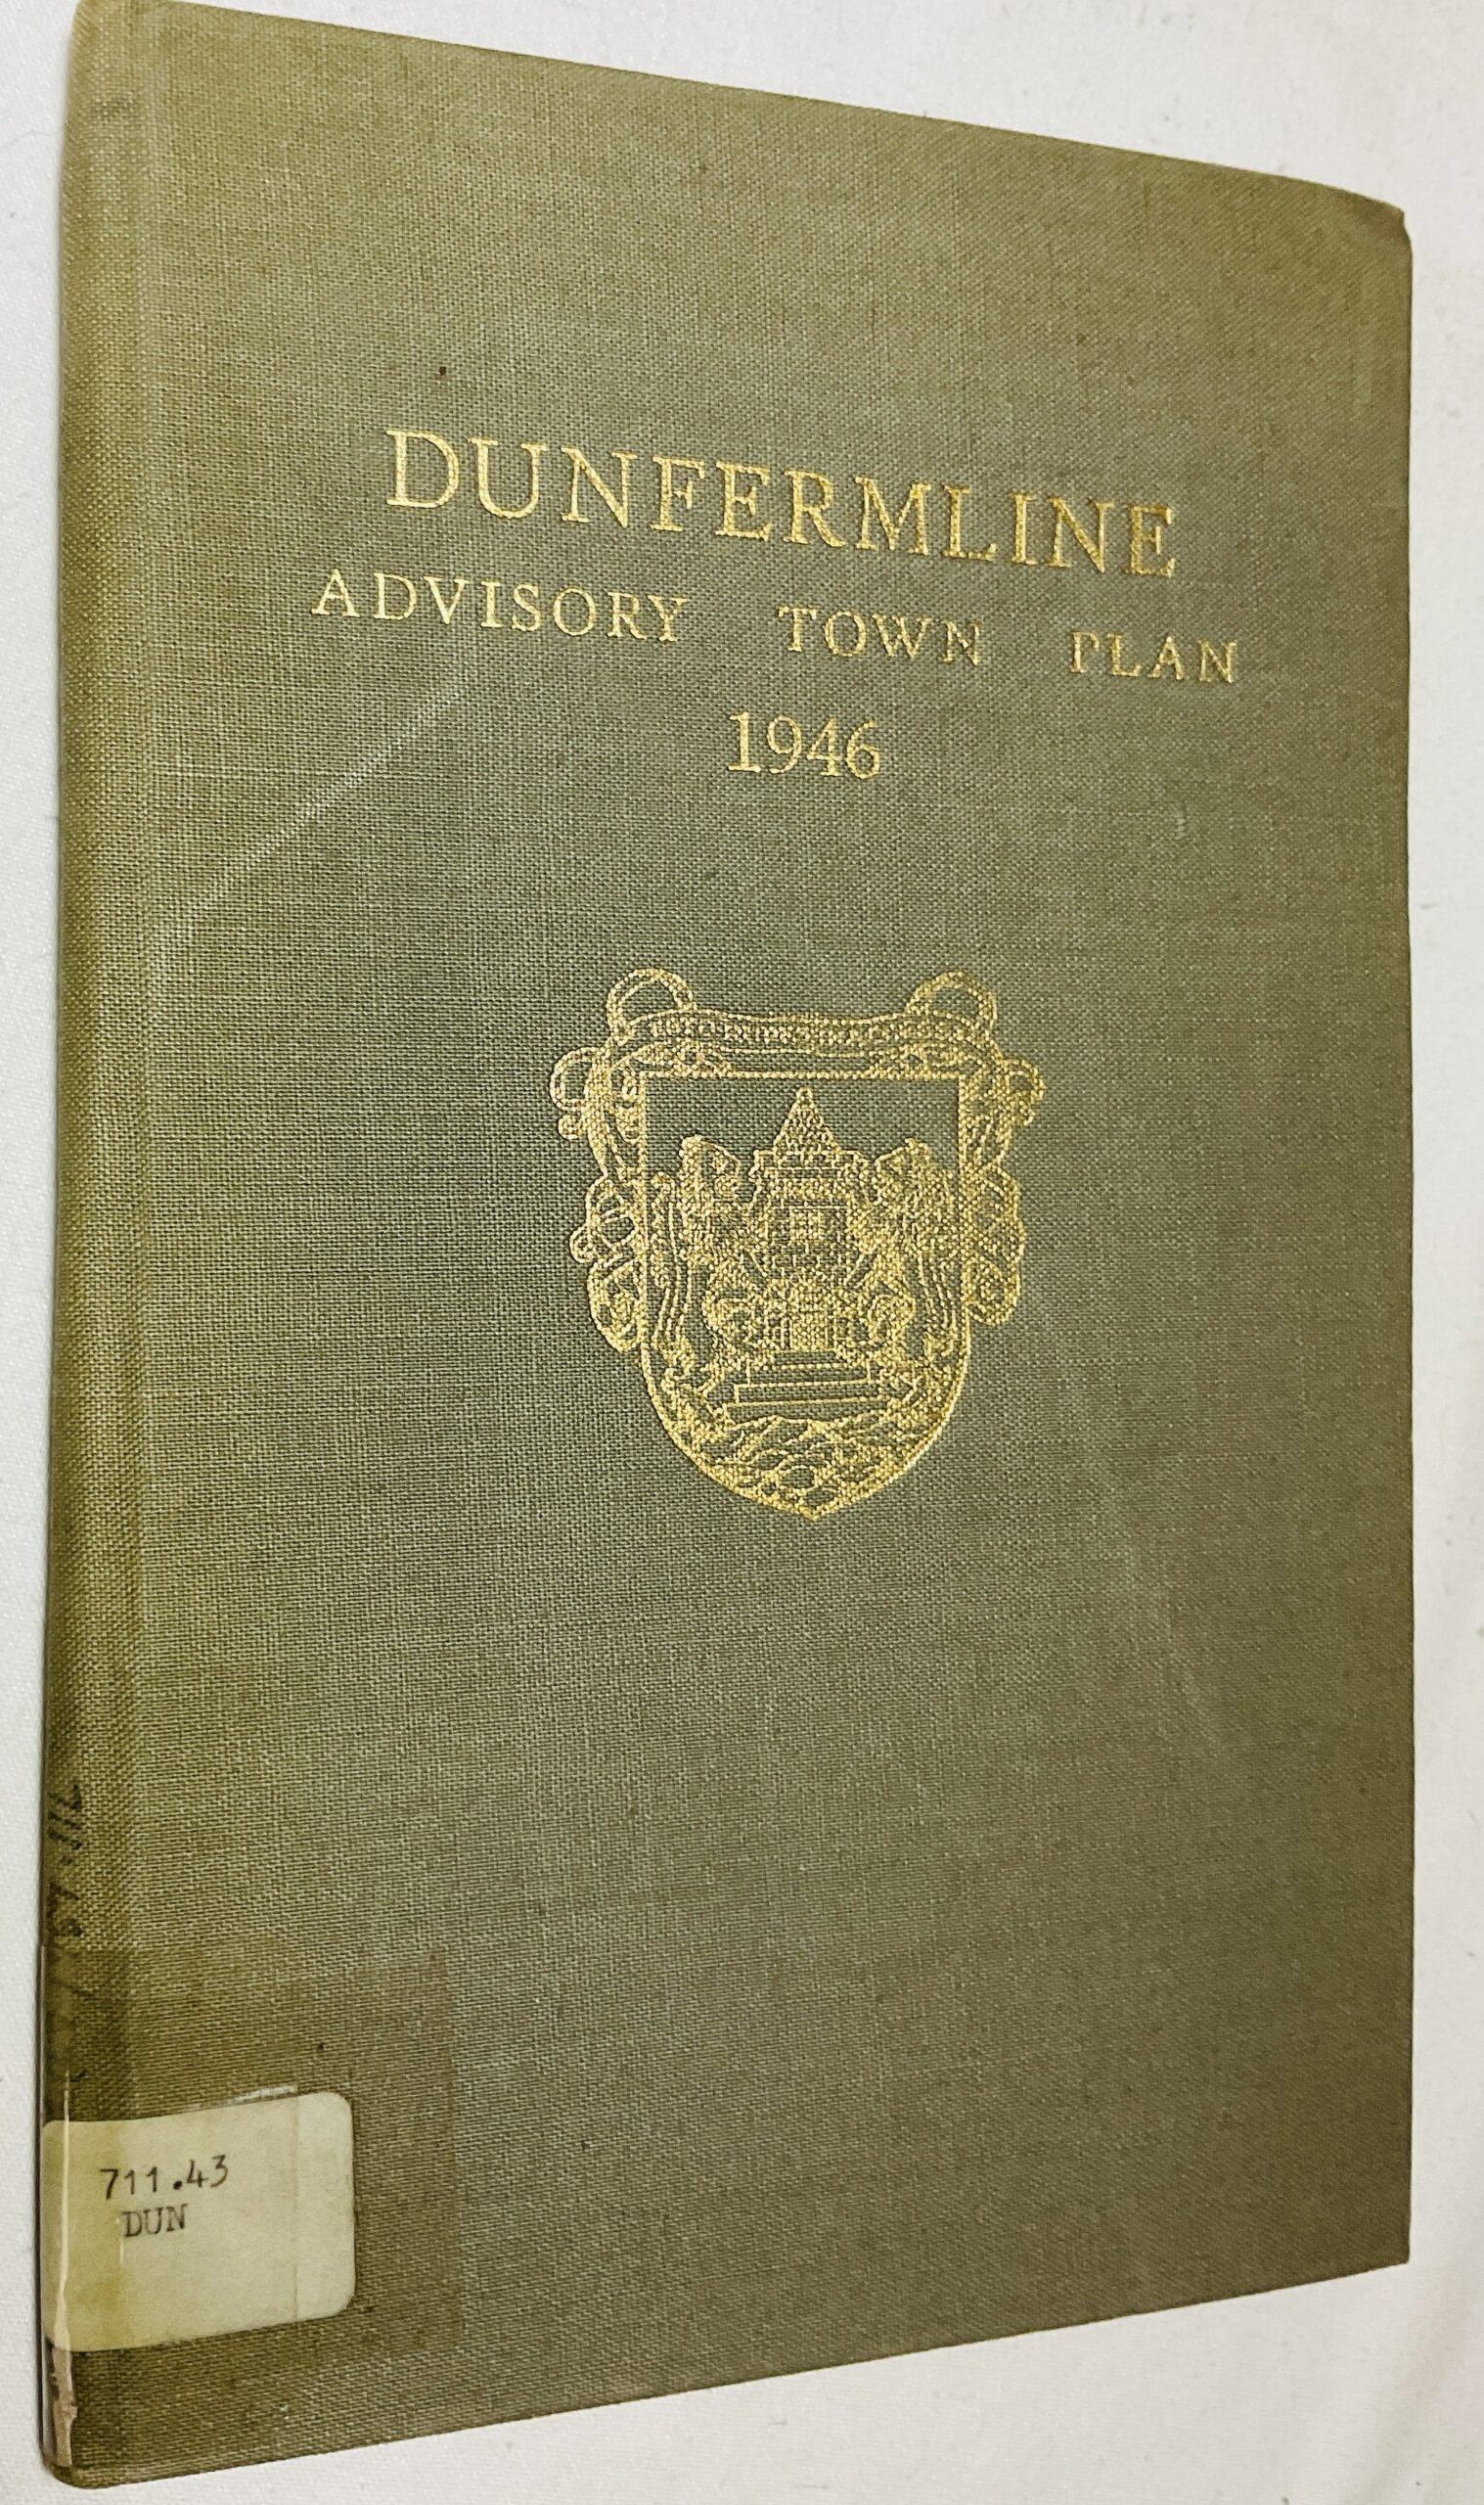 DUNFERMLINE
ADVISORY TOWN PLAN
1946
711.43
DUN